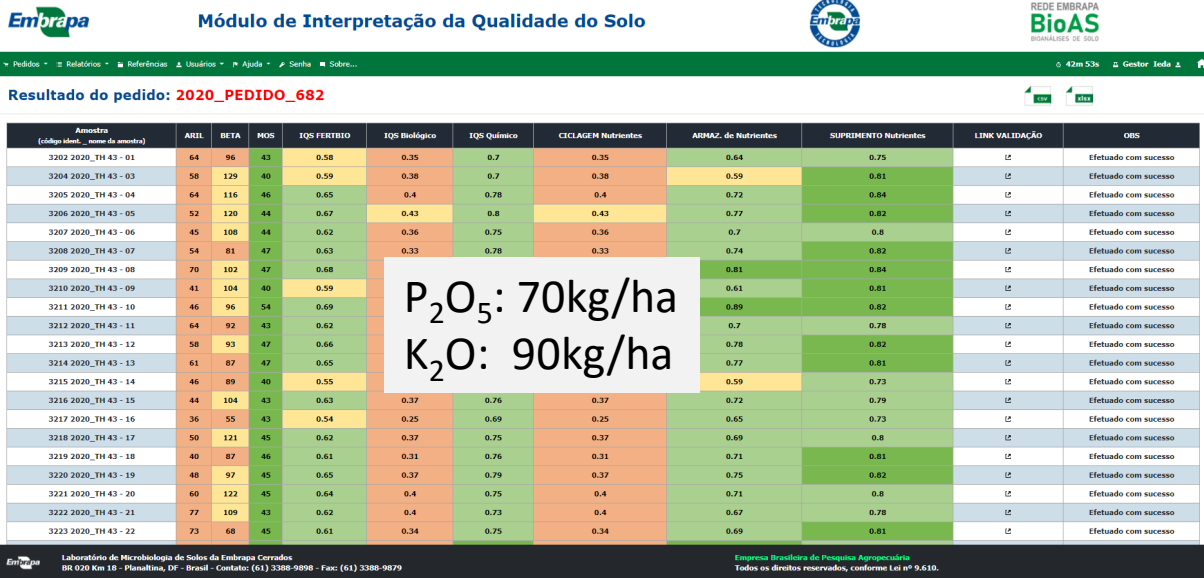 Embrapa
Módulo de Interpretação da Qualidade do Solo
TECNOLOGIA
Embrapa
TECNOLOGIA
REDE EMBRAPA
BioAS
BIOANÁLISES DE SOLO
Pedidos Relatórios Referências Usuários Ajuda Senha Sobre... 42m 53s Gestor Ieda
Resultado do pedido: 2020_PEDIDO_682
CSV xlsx
Amostra (código ident. _ nome da amostra) ARIL BETA MOS IQS FERTBIO IQS Biológico IQS Químico CICLAGEM Nutrientes ARMAZ. de Nutrientes SUPRIMENTO Nutrientes LINK VALIDAÇÃO OBS
3202 2020_TH 43 - 01 64 96 43 0.58 0.35 0.7 0.35 0.64 0.75 Efetuado com sucesso
3204 2020_TH 43 - 03 58 129 40 0.59 0.38 0.7 0.38 0.59 0.81 Efetuado com sucesso
3205 2020_TH 43 - 04 64 116 46 0.65 0.4 0.78 0.4 0.72 0.84 Efetuado com sucesso
3206 2020_TH 43 - 05 52 120 44 0.67 0.43 0.8 0.43 0.77 0.82 Efetuado com sucesso
3207 2020_TH 43 - 06 45 108 44 0.62 0.36 0.75 0.36 0.7 0.8 Efetuado com sucesso
3208 2020_TH 43 - 07 54 81 47 0.63 0.33 0.78 0.33 0.74 0.82 Efetuado com sucesso
3209 2020_TH 43 - 08 70 102 47 0.68 0.81 0.84 Efetuado com sucesso
3210 2020_TH 43 - 09 41 104 40 0.59 0.61 0.81 Efetuado com sucesso
3211 2020_TH 43 - 10 46 96 54 0.69 0.89 0.82 Efetuado com sucesso
3212 2020_TH 43 - 11 64 92 43 0.62 0.7 0.78 Efetuado com sucesso
3213 2020_TH 43 - 12 58 93 47 0.66 0.78 0.82 Efetuado com sucesso
3214 2020_TH 43 - 13 61 87 47 0.65 0.77 0.81 Efetuado com sucesso
3215 2020_TH 43 - 14 46 89 40 0.55 0.59 0.73 Efetuado com sucesso
P₂O₅: 70kg/ha
K₂O: 90kg/ha
3216 2020_TH 43 - 15 44 104 43 0.63 0.37 0.76 0.37 0.72 0.79 Efetuado com sucesso
3217 2020_TH 43 - 16 36 55 43 0.54 0.25 0.69 0.25 0.65 0.73 Efetuado com sucesso
3218 2020_TH 43 - 17 50 121 45 0.62 0.37 0.75 0.37 0.69 0.8 Efetuado com sucesso
3219 2020_TH 43 - 18 40 87 46 0.61 0.31 0.76 0.31 0.71 0.81 Efetuado com sucesso
3220 2020_TH 43 - 19 48 97 45 0.65 0.37 0.79 0.37 0.75 0.82 Efetuado com sucesso
3221 2020_TH 43 - 20 60 122 45 0.64 0.4 0.75 0.4 0.71 0.8 Efetuado com sucesso
3222 2020_TH 43 - 21 77 109 43 0.62 0.4 0.73 0.4 0.67 0.78 Efetuado com sucesso
3223 2020_TH 43 - 22 73 68 45 0.61 0.34 0.75 0.34 0.69 0.81 Efetuado com sucesso
Embrapa
Laboratório de Microbiologia de Solos da Embrapa Cerrados
BR 020 Km 18 - Planaltina, DF - Brasil - Contato: (61) 3388-9898 - Fax: (61) 3388-9879
Empresa Brasileira de Pesquisa Agropecuária
Todos os direitos reservados, conforme Lei nº 9.610.